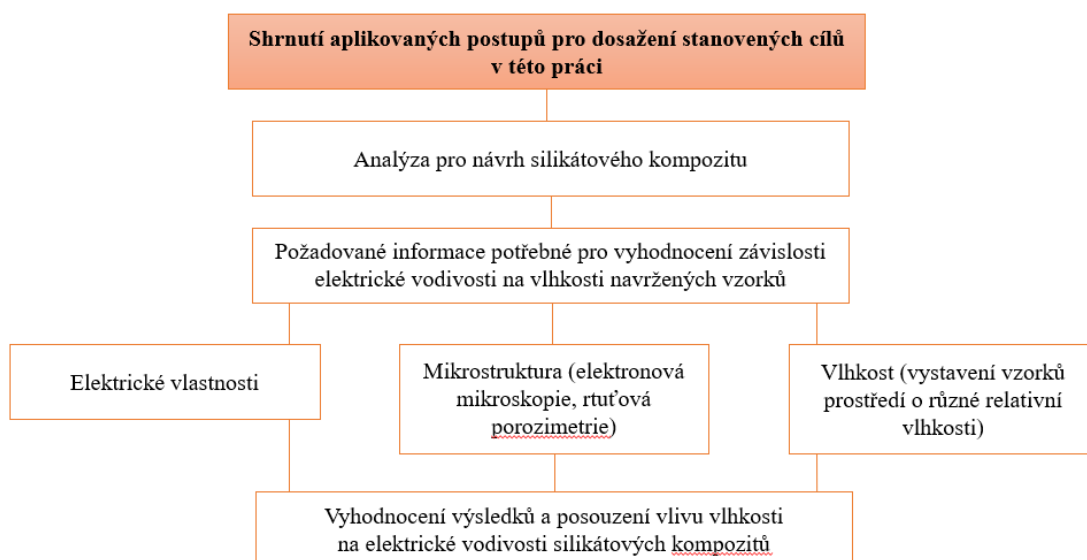 Shrnutí aplikovaných postupů pro dosažení stanovených cílů
v této práci
Analýza pro návrh silikátového kompozitu
Požadované informace potřebné pro vyhodnocení závislosti
elektrické vodivosti na vlhkosti navržených vzorků
Elektrické vlastnosti
Mikrostruktura (elektronová
mikroskopie, rtuťová
porozimetrie)
Vlhkost (vystavení vzorků
prostředí o různé relativní
vlhkosti)
Vyhodnocení výsledků a posouzení vlivu vlhkosti
na elektrické vodivosti silikátových kompozitů